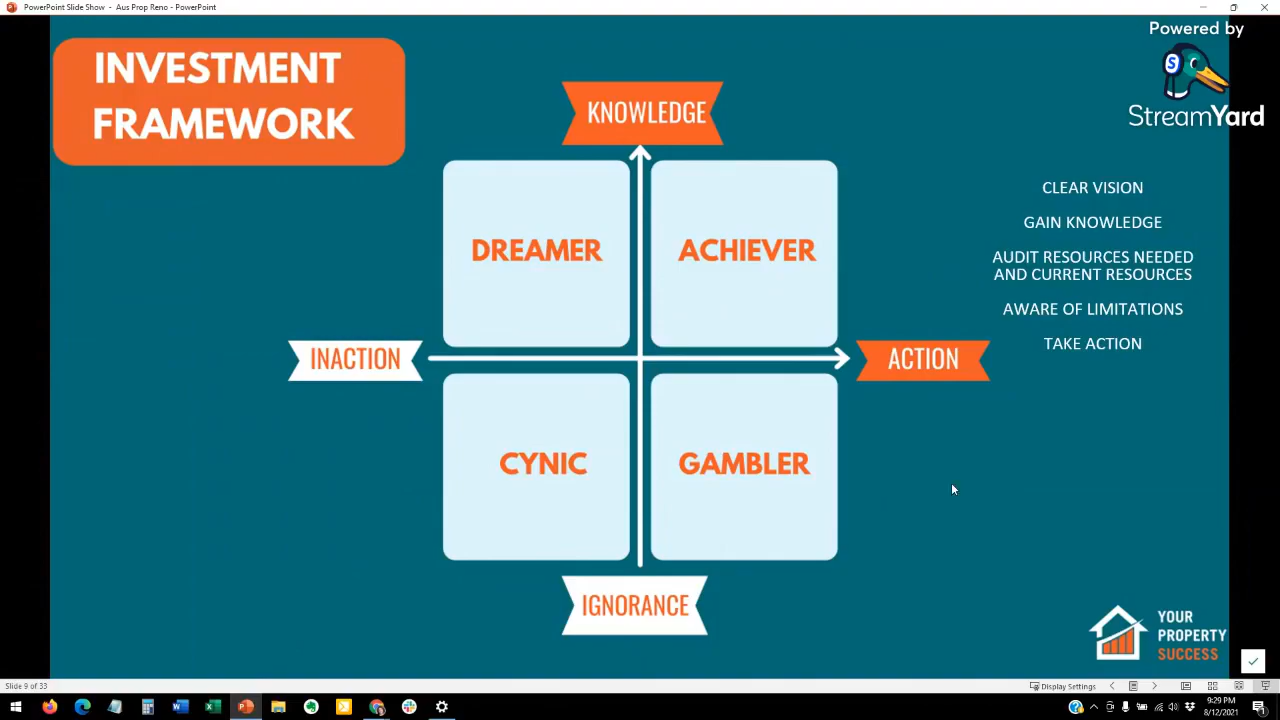 PowerPoint Slide Show - Aus Prop Reno - PowerPoint
Powered by
StreamYard
INVESTMENT
FRAMEWORK
KNOWLEDGE
DREAMER
ACHIEVER
INACTION
ACTION
CYNIC
GAMBLER
IGNORANCE
CLEAR VISION
GAIN KNOWLEDGE
AUDIT RESOURCES NEEDED
AND CURRENT RESOURCES
AWARE OF LIMITATIONS
TAKE ACTION
YOUR
PROPERTY
SUCCESS
Slide 9 of 33
Display Settings
9:29 PM
8/12/2021